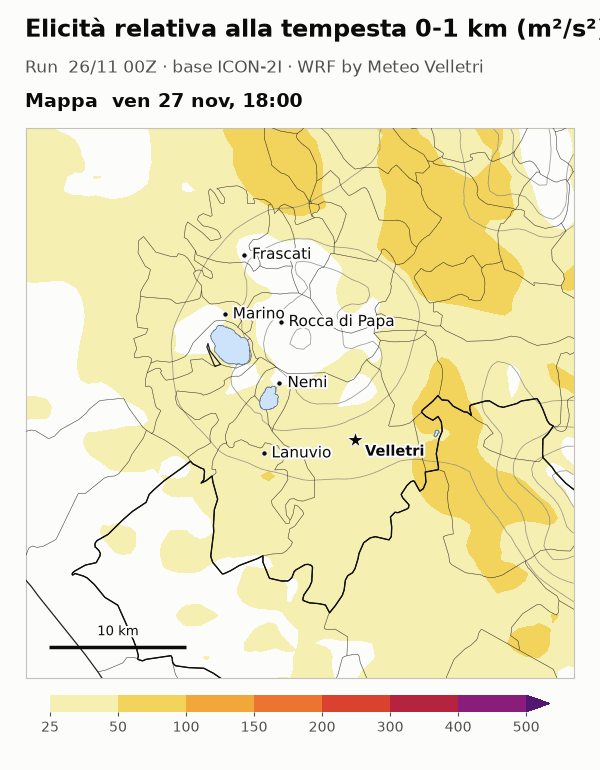 Elicità relativa alla tempesta 0-1 km (m²/s²)
Run  26/11 00Z · base ICON-2I · WRF by Meteo Velletri
Mappa  ven 27 nov, 18:00
Frascati
Marino
Rocca di Papa
Nemi
Velletri
Lanuvio
10 km
25 50 100 150 200 300 400 500